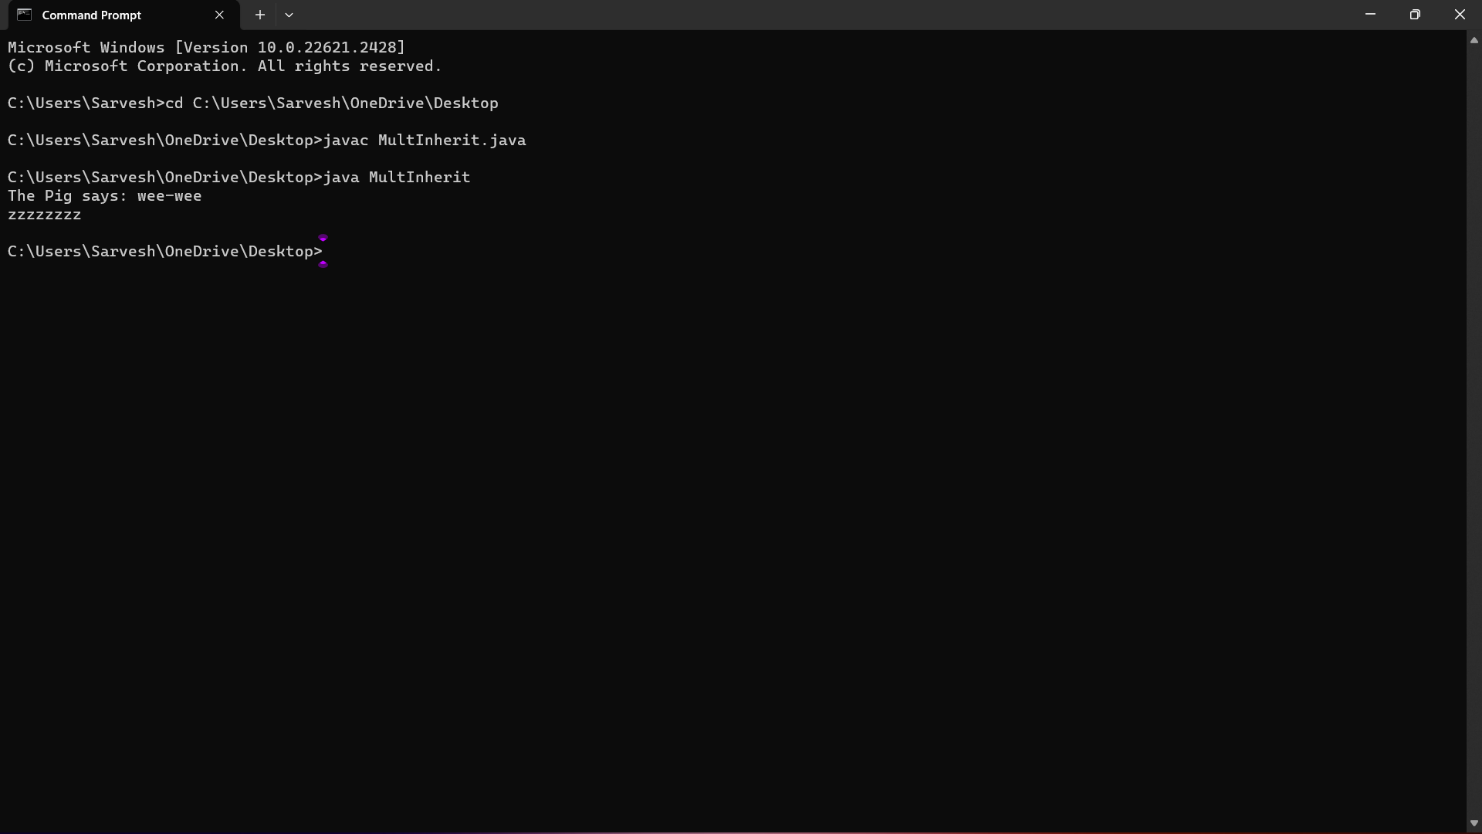 Command Prompt
Microsoft Windows [Version 10.0.22621.2428]
(c) Microsoft Corporation. All rights reserved.
C:\Users\Sarvesh>cd C:\Users\Sarvesh\OneDrive\Desktop
C:\Users\Sarvesh\OneDrive\Desktop>javac MultInherit.java
C:\Users\Sarvesh\OneDrive\Desktop>java MultInherit
The Pig says: wee-wee
zzzzzzzz
C:\Users\Sarvesh\OneDrive\Desktop>